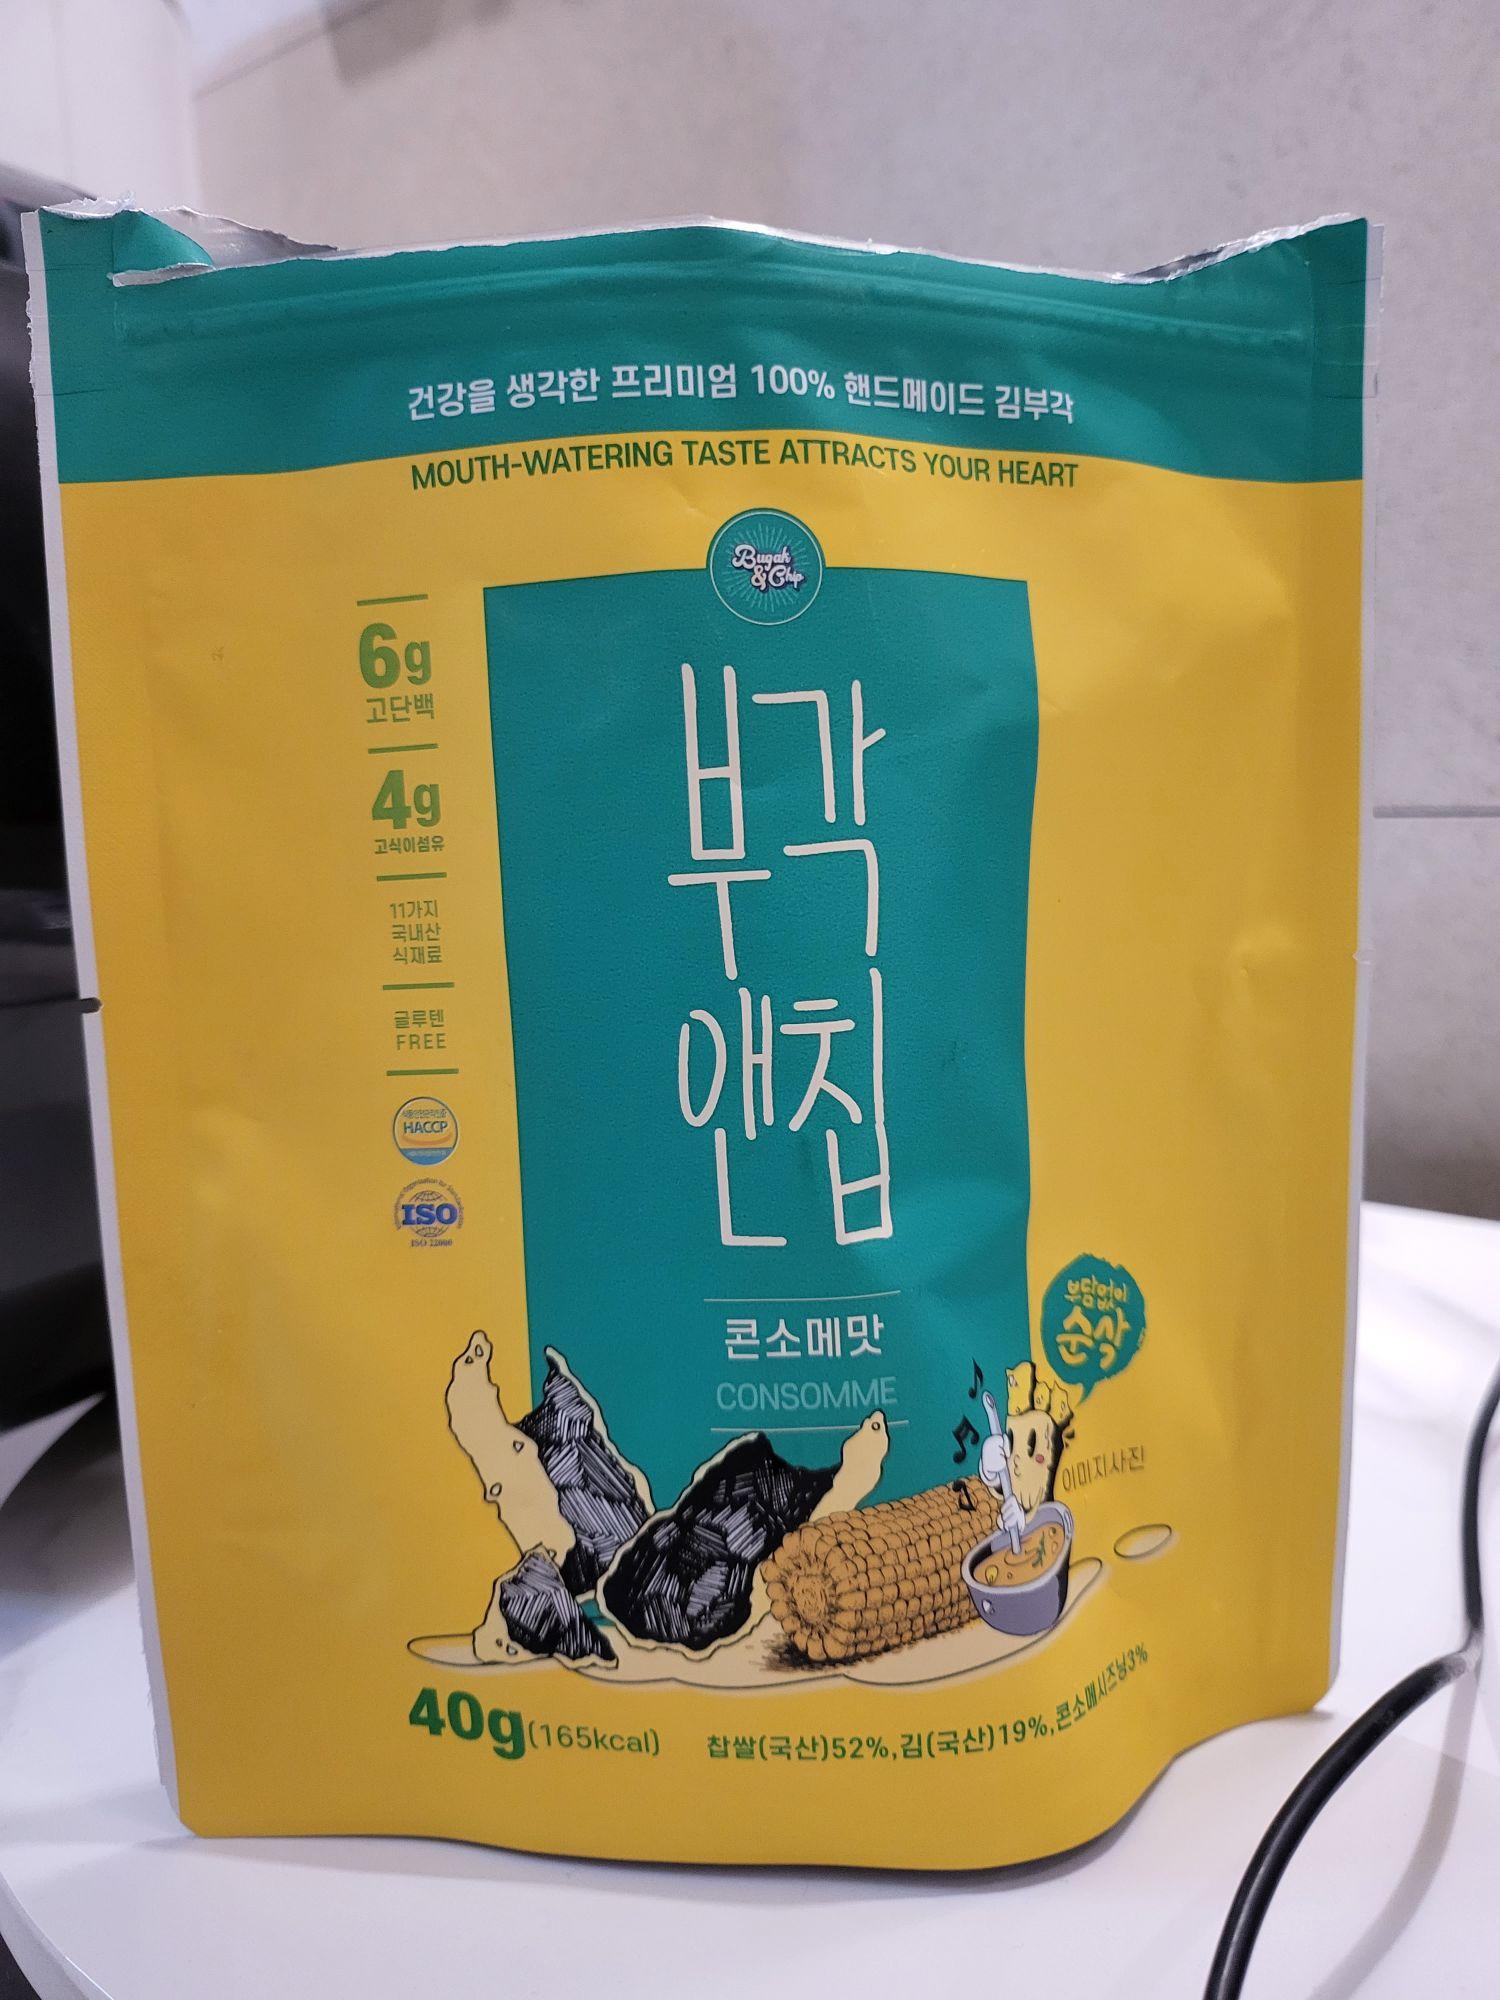 건강을 생각한 프리미엄 100% 핸드메이드 김부각
MOUTH-WATERING TASTE ATTRACTS YOUR HEART
Bugak
& Chip
6g
고단백
4g
고식이섬유
11가지
국내산
식재료
글루텐
FREE
HACCP
ISO
ISO 22000
부각
앤칩
콘소메맛
CONSOMME
부담없이
순삭
이미지사진
40g(165kcal)
찹쌀(국산)52%,김(국산)19%,콘소메시즈닝3%